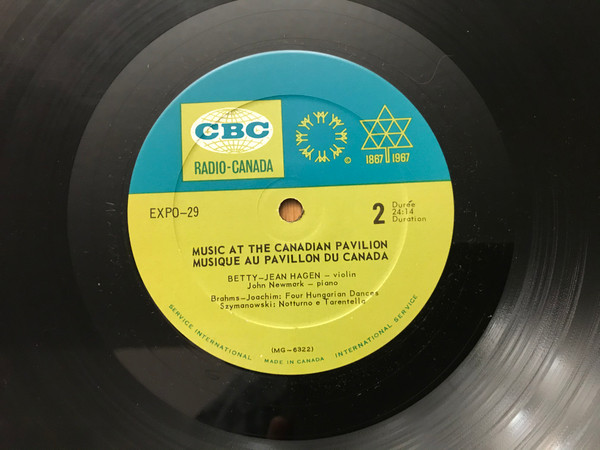 CBC
RADIO-CANADA
©
1867 1967
EXPO-29
2
Durée
24:14
Duration
MUSIC AT THE CANADIAN PAVILION
MUSIQUE AU PAVILLON DU CANADA
BETTY-JEAN HAGEN - violin
John Newmark - piano
Brahms-Joachim: Four Hungarian Dances
Szymanowski: Notturno e Tarentella
(MG-6322)
SERVICE INTERNATIONAL MADE IN CANADA INTERNATIONAL SERVICE